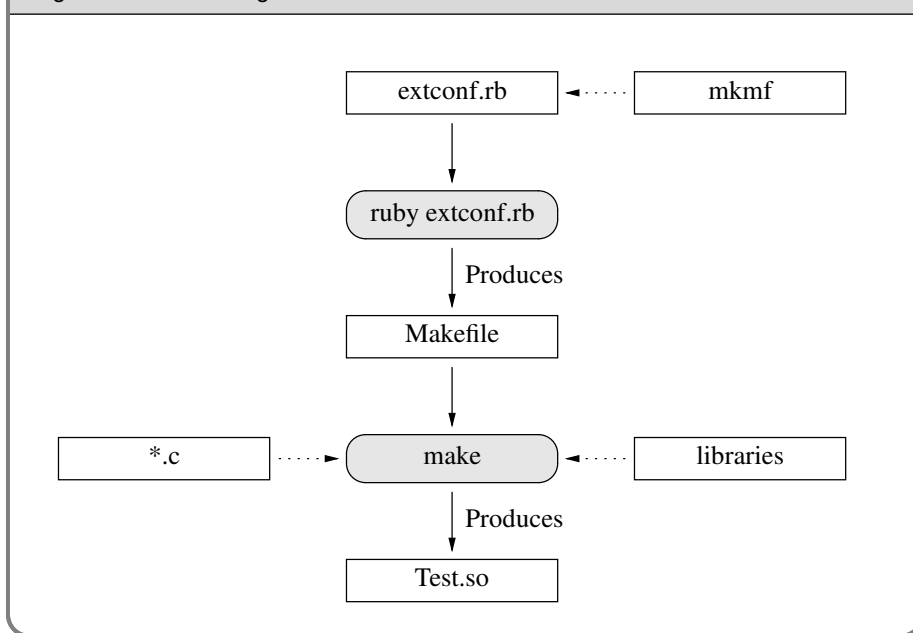 extconf.rb
mkmf
ruby extconf.rb
Produces
Makefile
*.c
make
libraries
Produces
Test.so